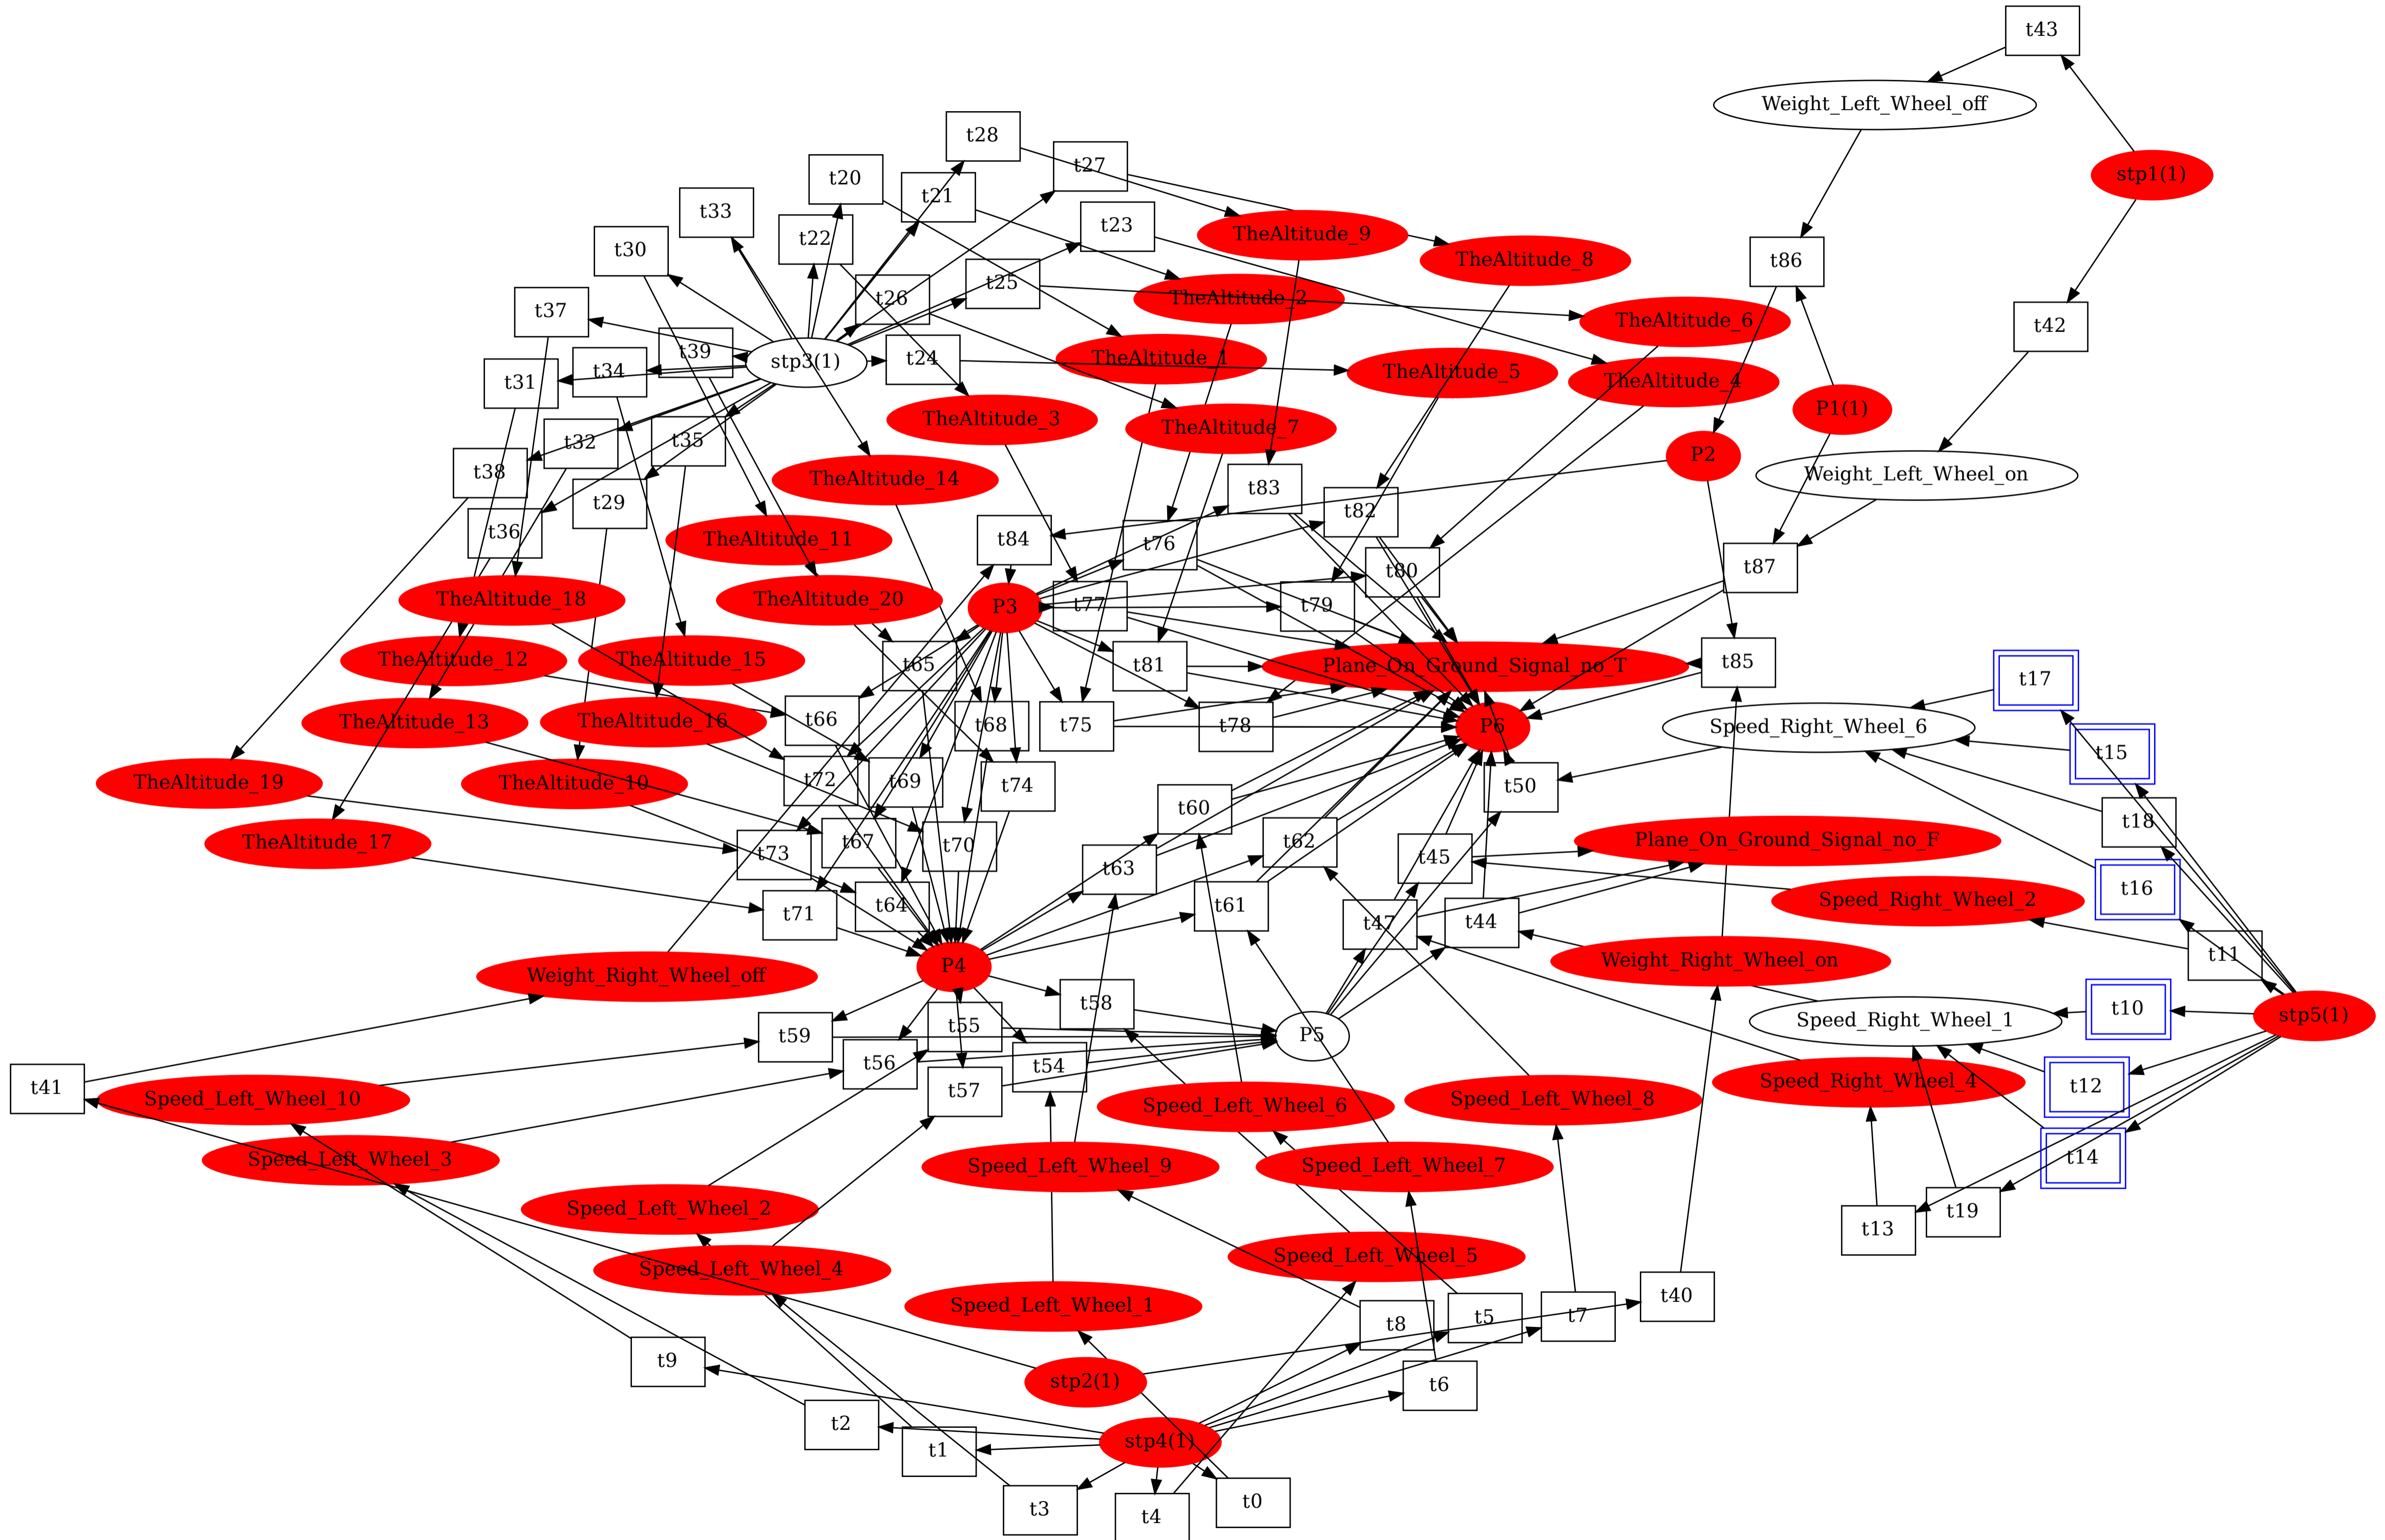 t43
Weight_Left_Wheel_off
t28
t27
stp1(1)
t20
t21
t33
t23
TheAltitude_9
t22
t30
TheAltitude_8
t86
t25
t26
TheAltitude_2
t37
TheAltitude_6
t42
t39
TheAltitude_1
stp3(1)
t24
t34
TheAltitude_5
TheAltitude_4
t31
P1(1)
TheAltitude_3
TheAltitude_7
t35
t32
P2
t38
Weight_Left_Wheel_on
TheAltitude_14
t83
t29
t82
t36
TheAltitude_11
t84
t76
t87
t80
TheAltitude_18
TheAltitude_20
P3
t77
t79
TheAltitude_12
TheAltitude_15
t65
t81
Plane_On_Ground_Signal_no_T
t85
t17
TheAltitude_13
TheAltitude_16
t66
t68
t75
t78
P6
Speed_Right_Wheel_6
t15
TheAltitude_19
TheAltitude_10
t72
t69
t74
t50
t60
t18
TheAltitude_17
t67
t70
t62
Plane_On_Ground_Signal_no_F
t73
t63
t45
t16
Speed_Right_Wheel_2
t71
t64
t61
t47
t44
t11
P4
Weight_Right_Wheel_off
Weight_Right_Wheel_on
t58
t10
stp5(1)
t59
t55
P5
Speed_Right_Wheel_1
t56
t54
t41
Speed_Left_Wheel_10
t57
Speed_Left_Wheel_6
Speed_Left_Wheel_8
Speed_Right_Wheel_4
t12
Speed_Left_Wheel_3
Speed_Left_Wheel_9
Speed_Left_Wheel_7
t14
Speed_Left_Wheel_2
t13
t19
Speed_Left_Wheel_4
Speed_Left_Wheel_5
t40
Speed_Left_Wheel_1
t8
t5
t7
t9
stp2(1)
t6
t2
t1
stp4(1)
t3
t4
t0